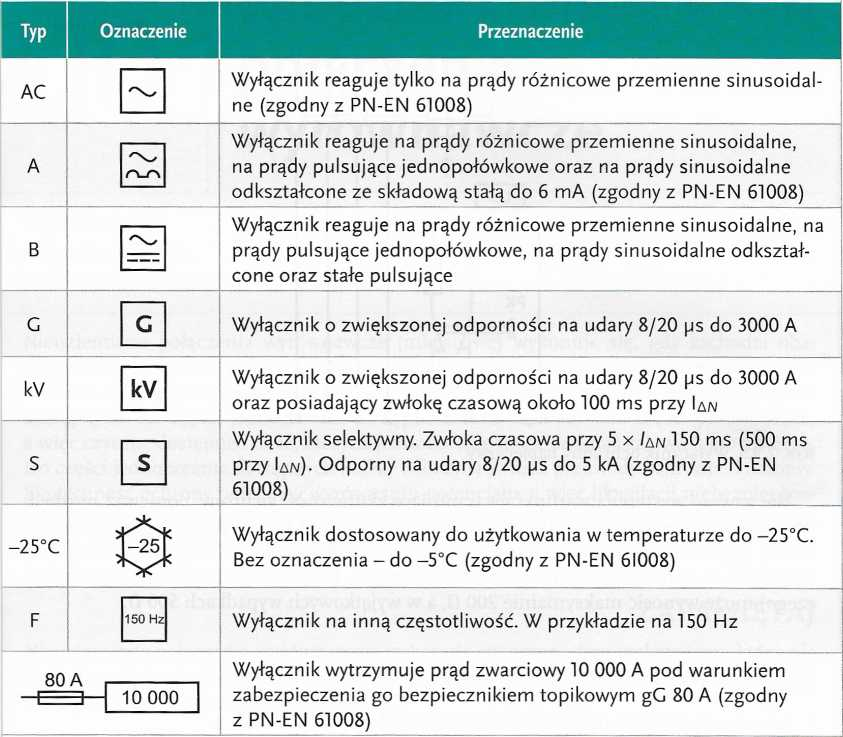 Typ Oznaczenie Przeznaczenie
AC ~ Wyłącznik reaguje tylko na prądy różnicowe przemienne sinusoidal-
ne (zgodny z PN-EN 61008)
A Wyłącznik reaguje na prądy różnicowe przemienne sinusoidalne,
na prądy pulsujące jednopołówkowe oraz na prądy sinusoidalne
odkształcone ze składową stałą do 6 mA (zgodny z PN-EN 61008)
B Wyłącznik reaguje na prądy różnicowe przemienne sinusoidalne, na
prądy pulsujące jednopołówkowe, na prądy sinusoidalne odkształ-
cone oraz stałe pulsujące
G G Wyłącznik o zwiększonej odporności na udary 8/20 μs do 3000 A
kV kV Wyłącznik o zwiększonej odporności na udary 8/20 μs do 3000 A
oraz posiadający zwłokę czasową około 100 ms przy IΔN
S S Wyłącznik selektywny. Zwłoka czasowa przy 5 × IΔN 150 ms (500 ms
przy IΔN). Odporny na udary 8/20 μs do 5 kA (zgodny z PN-EN
61008)
–25°C –25 Wyłącznik dostosowany do użytkowania w temperaturze do –25°C.
Bez oznaczenia – do –5°C (zgodny z PN-EN 6I008)
F 150 Hz Wyłącznik na inną częstotliwość. W przykładzie na 150 Hz
80 A 10 000 Wyłącznik wytrzymuje prąd zwarciowy 10 000 A pod warunkiem
zabezpieczenia go bezpiecznikiem topikowym gG 80 A (zgodny
z PN-EN 61008)